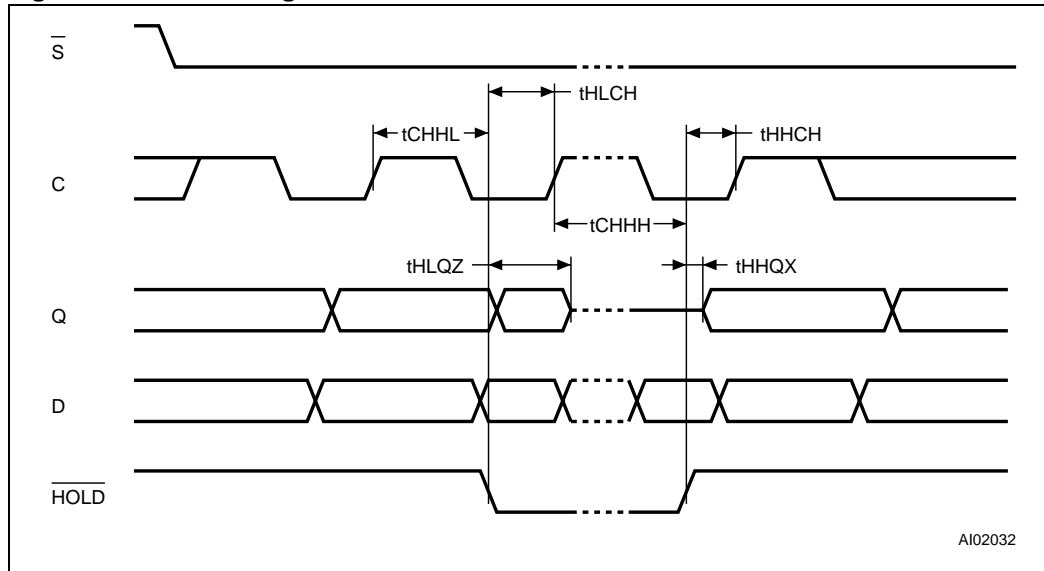 S
tHLCH
tCHHL
tHHCH
C
tCHHH
tHLQZ
tHHQX
Q
D
HOLD
AI02032